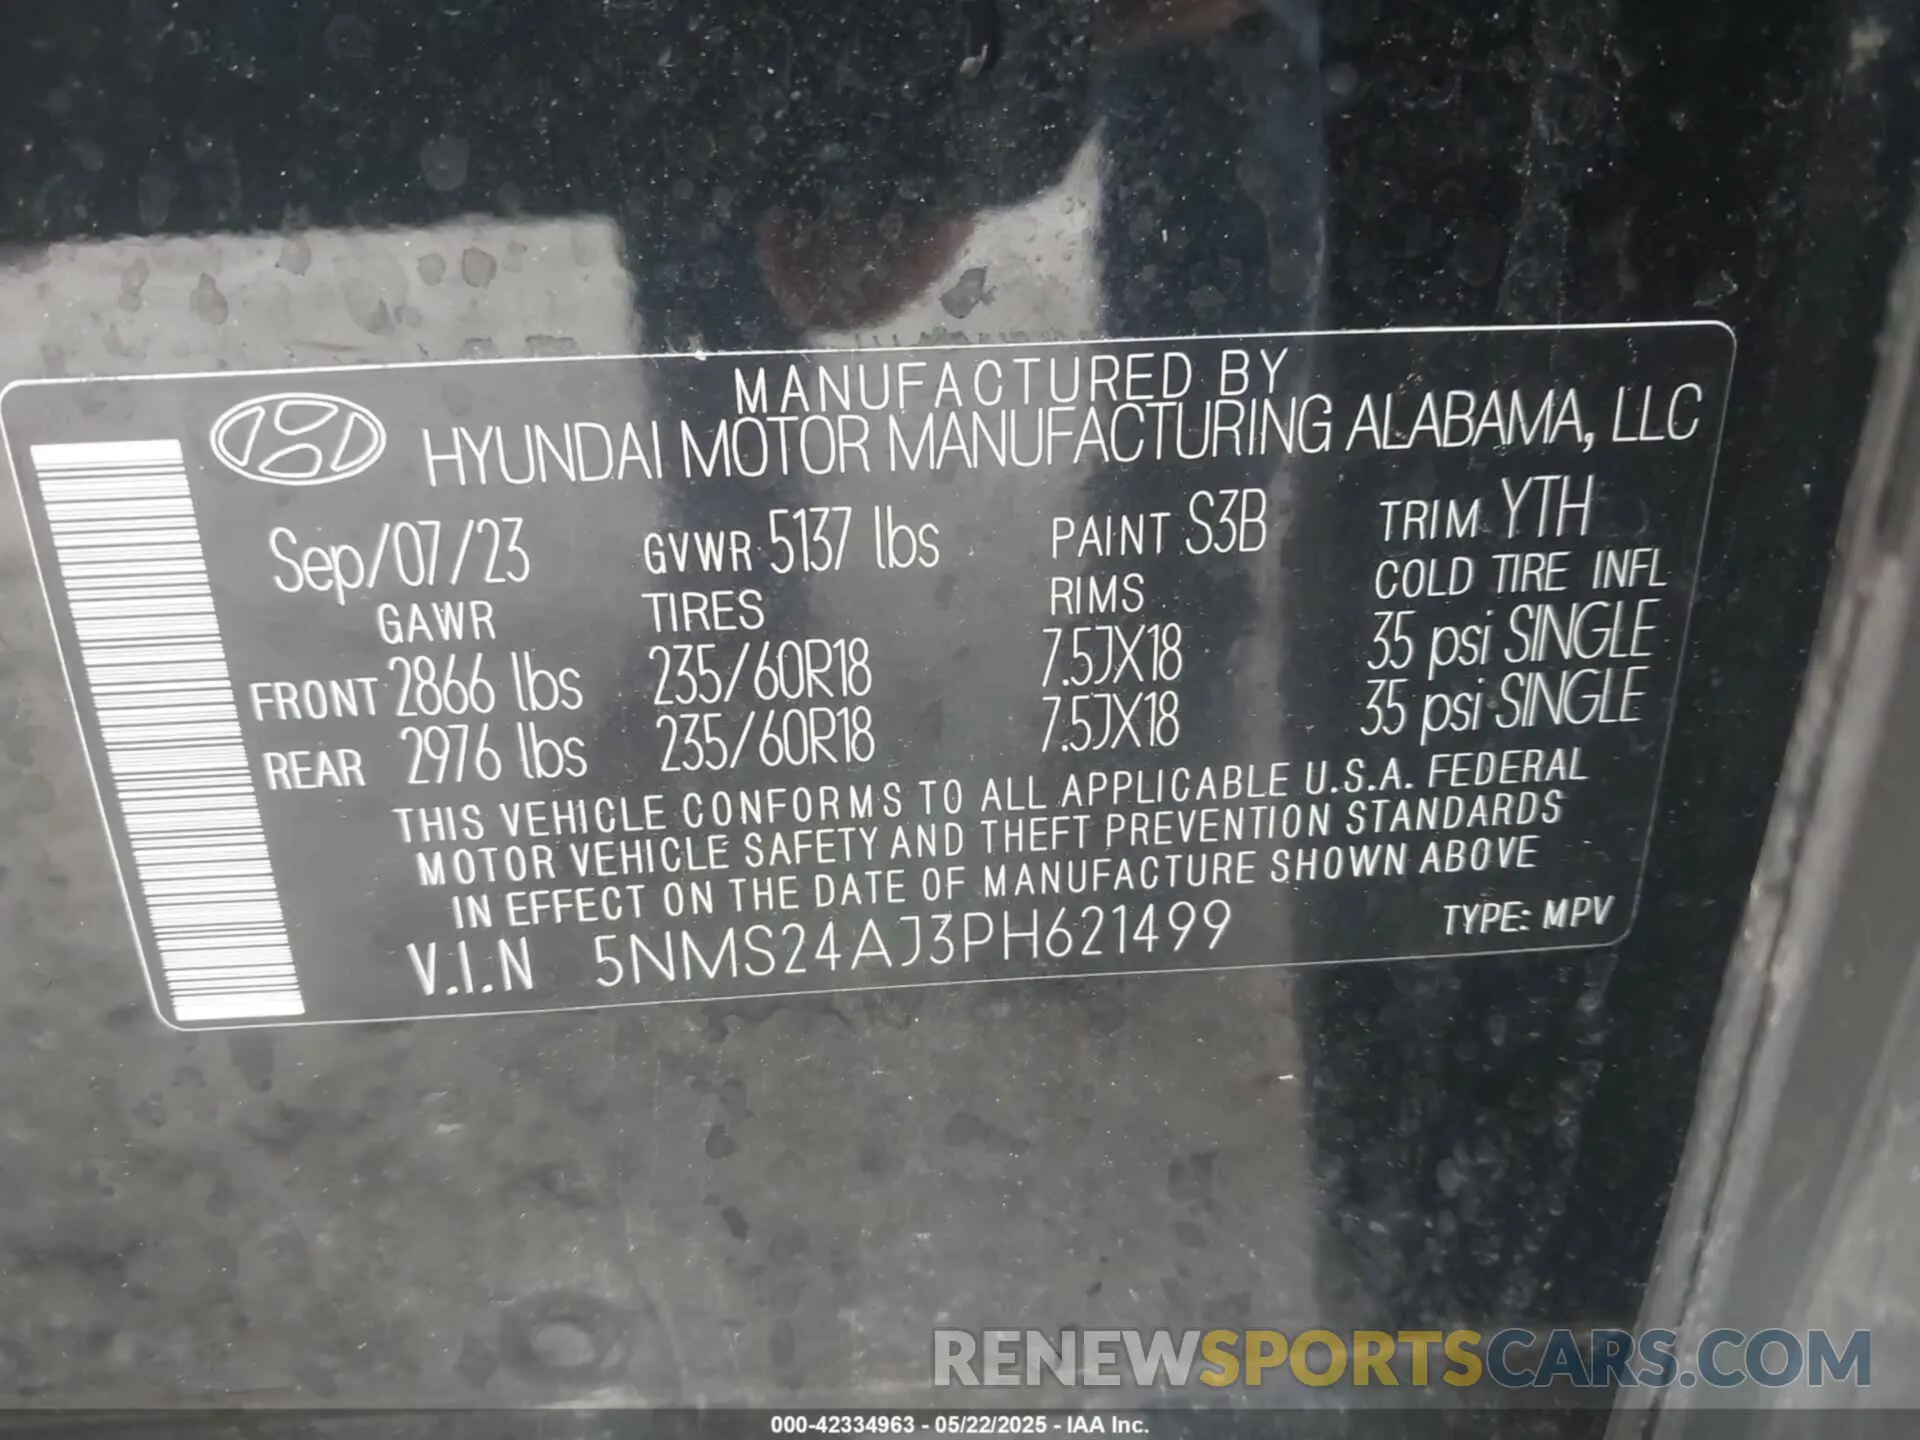 MANUFACTURED BY
HYUNDAI MOTOR MANUFACTURING ALABAMA, LLC
Sep/07/23 GVWR 5137 lbs PAINT S3B TRIM YTH
GAWR TIRES RIMS COLD TIRE INFL
FRONT 2866 lbs 235/60R18 7.5JX18 35 psi SINGLE
REAR 2976 lbs 235/60R18 7.5JX18 35 psi SINGLE
THIS VEHICLE CONFORMS TO ALL APPLICABLE U.S.A. FEDERAL
MOTOR VEHICLE SAFETY AND THEFT PREVENTION STANDARDS
IN EFFECT ON THE DATE OF MANUFACTURE SHOWN ABOVE
V.I.N 5NMS24AJ3PH621499 TYPE: MPV
RENEWSPORTSCARS.COM
000-42334963 - 05/22/2025 - IAA Inc.